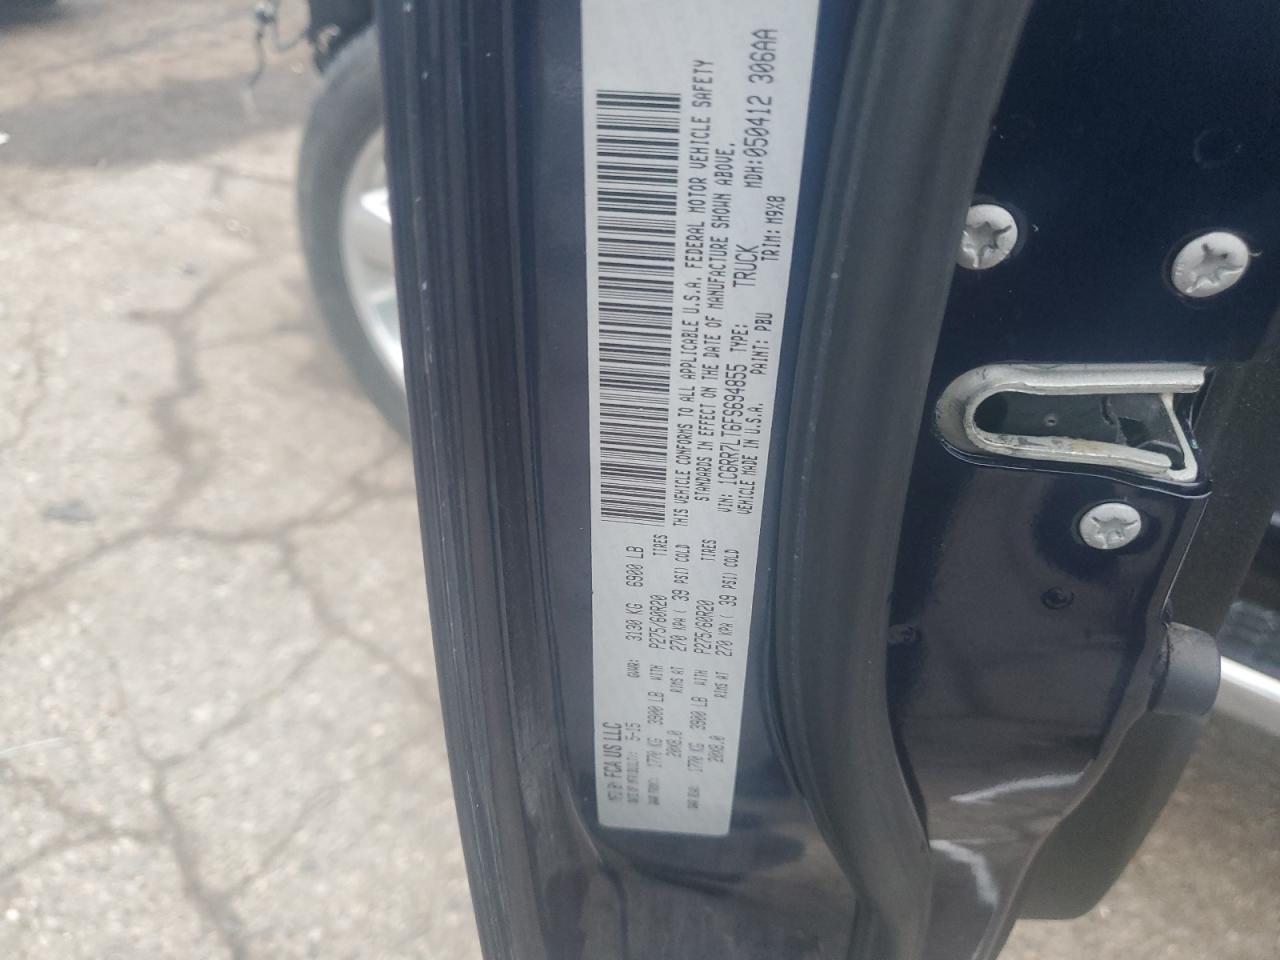 MFD BY FCA US LLC
DATE OF MANUFACTURE: 5-15 GVWR: 3130 KG 6900 LB
GAWR FRONT: 1770 KG 3900 LB WITH P275/60R20 TIRES
20X8.0 RIMS AT 270 KPA ( 39 PSI) COLD
GAWR REAR: 1770 KG 3900 LB WITH P275/60R20 TIRES
20X8.0 RIMS AT 270 KPA ( 39 PSI) COLD
THIS VEHICLE CONFORMS TO ALL APPLICABLE U.S.A. FEDERAL MOTOR VEHICLE SAFETY
STANDARDS IN EFFECT ON THE DATE OF MANUFACTURE SHOWN ABOVE.
VIN: 1C6RR7LT6FS694855 TYPE: TRUCK MDH:050412 306AA
VEHICLE MADE IN U.S.A. PAINT: PBU TRIM: M9X8